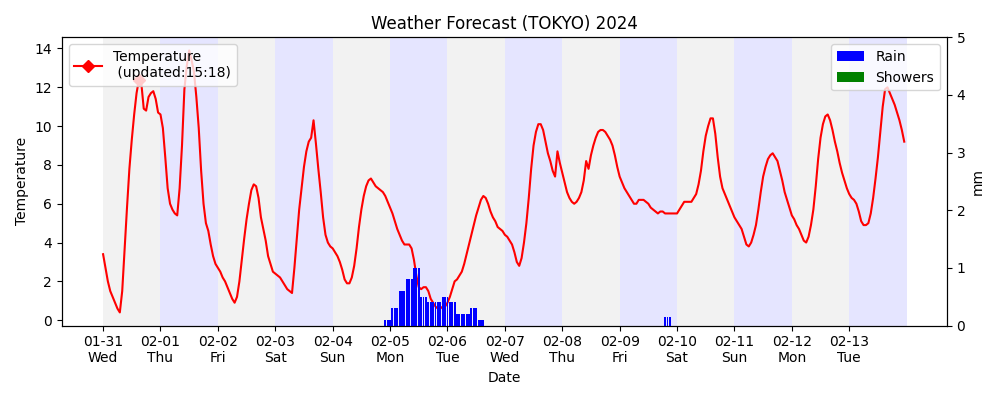 Weather Forecast (TOKYO) 2024
Temperature
(updated:15:18)
Rain
Showers
Temperature
14
12
10
8
6
4
2
0
5
4
3
2
1
0
mm
01-31 02-01 02-02 02-03 02-04 02-05 02-06 02-07 02-08 02-09 02-10 02-11 02-12 02-13
Wed Thu Fri Sat Sun Mon Tue Wed Thu Fri Sat Sun Mon Tue
Date